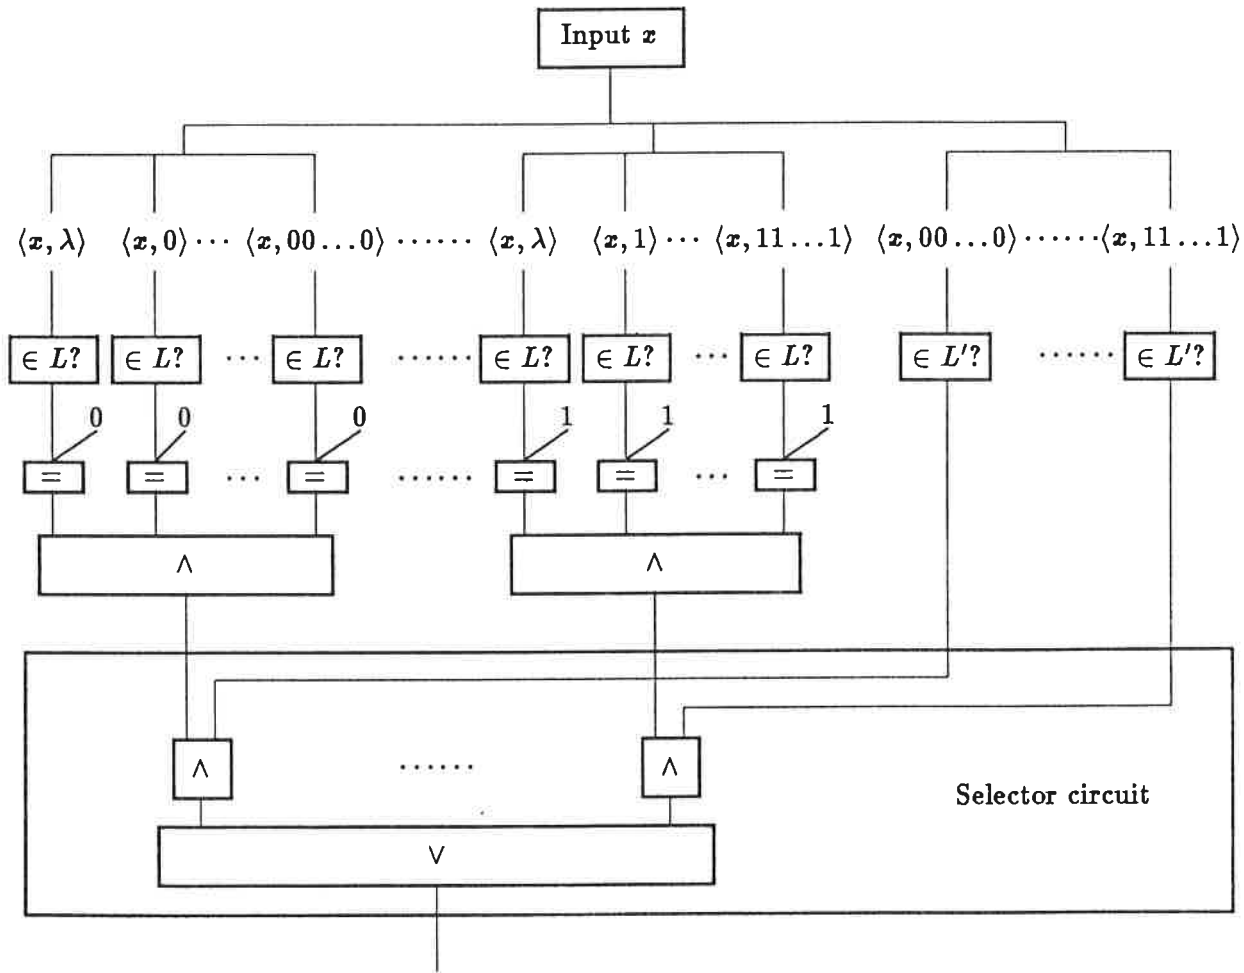 Input x
⟨x, λ⟩ ⟨x, 0⟩ ··· ⟨x, 00...0⟩ ······ ⟨x, λ⟩ ⟨x, 1⟩ ··· ⟨x, 11...1⟩ ⟨x, 00...0⟩ ······ ⟨x, 11...1⟩
∈ L? ∈ L? ··· ∈ L? ······ ∈ L? ∈ L? ··· ∈ L? ∈ L′? ······ ∈ L′?
0 0 0 1 1 1
= = ··· = ······ = = ··· =
∧ ∧
∧ ······ ∧
Selector circuit
∨